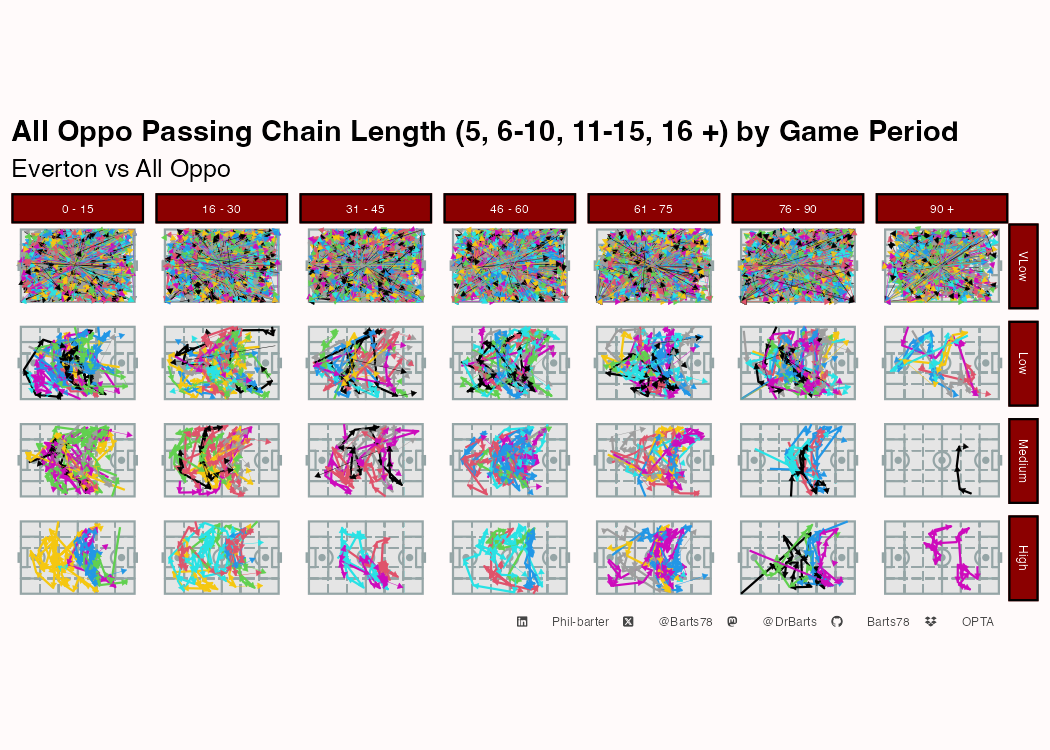 All Oppo Passing Chain Length (5, 6-10, 11-15, 16 +) by Game Period
Everton vs All Oppo
0 - 15 16 - 30 31 - 45 46 - 60 61 - 75 76 - 90 90 +
VLow
Low
Medium
High
Phil-barter @Barts78 @DrBarts Barts78 OPTA